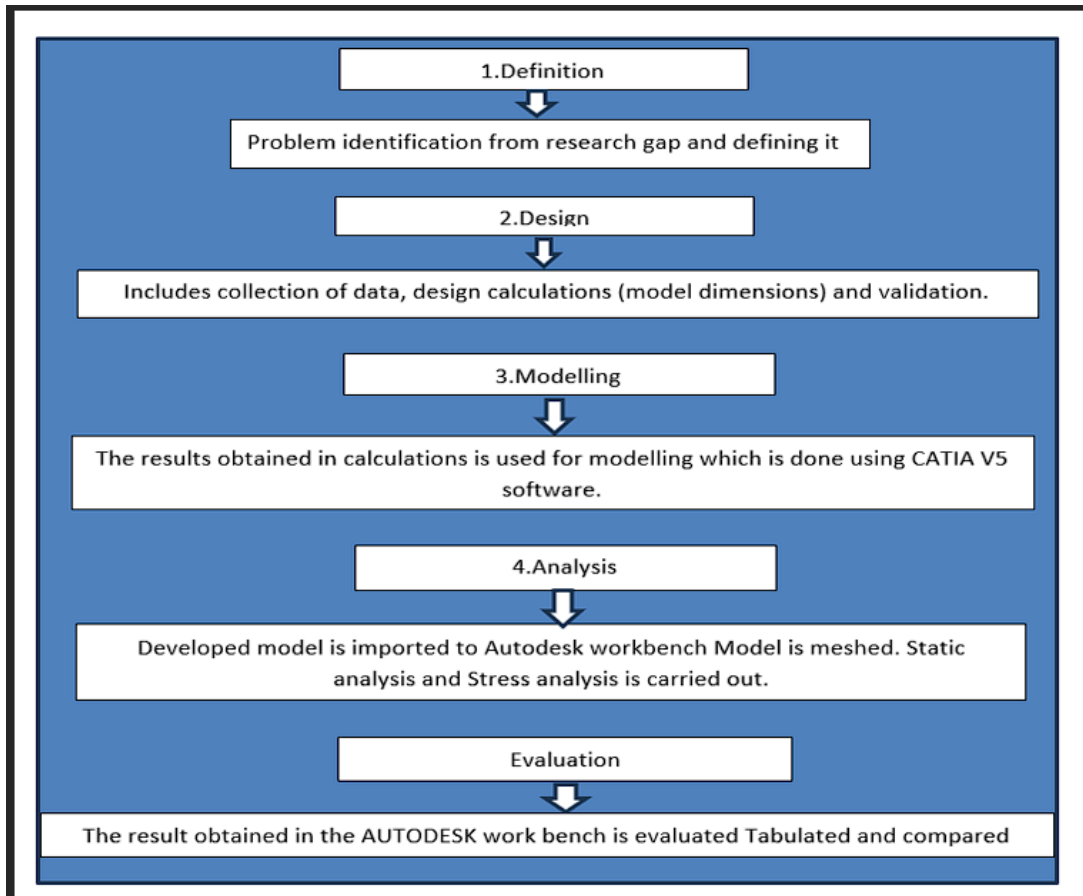 1.Definition
Problem identification from research gap and defining it
2.Design
Includes collection of data, design calculations (model dimensions) and validation.
3.Modelling
The results obtained in calculations is used for modelling which is done using CATIA V5
software.
4.Analysis
Developed model is imported to Autodesk workbench Model is meshed. Static
analysis and Stress analysis is carried out.
Evaluation
The result obtained in the AUTODESK work bench is evaluated Tabulated and compared